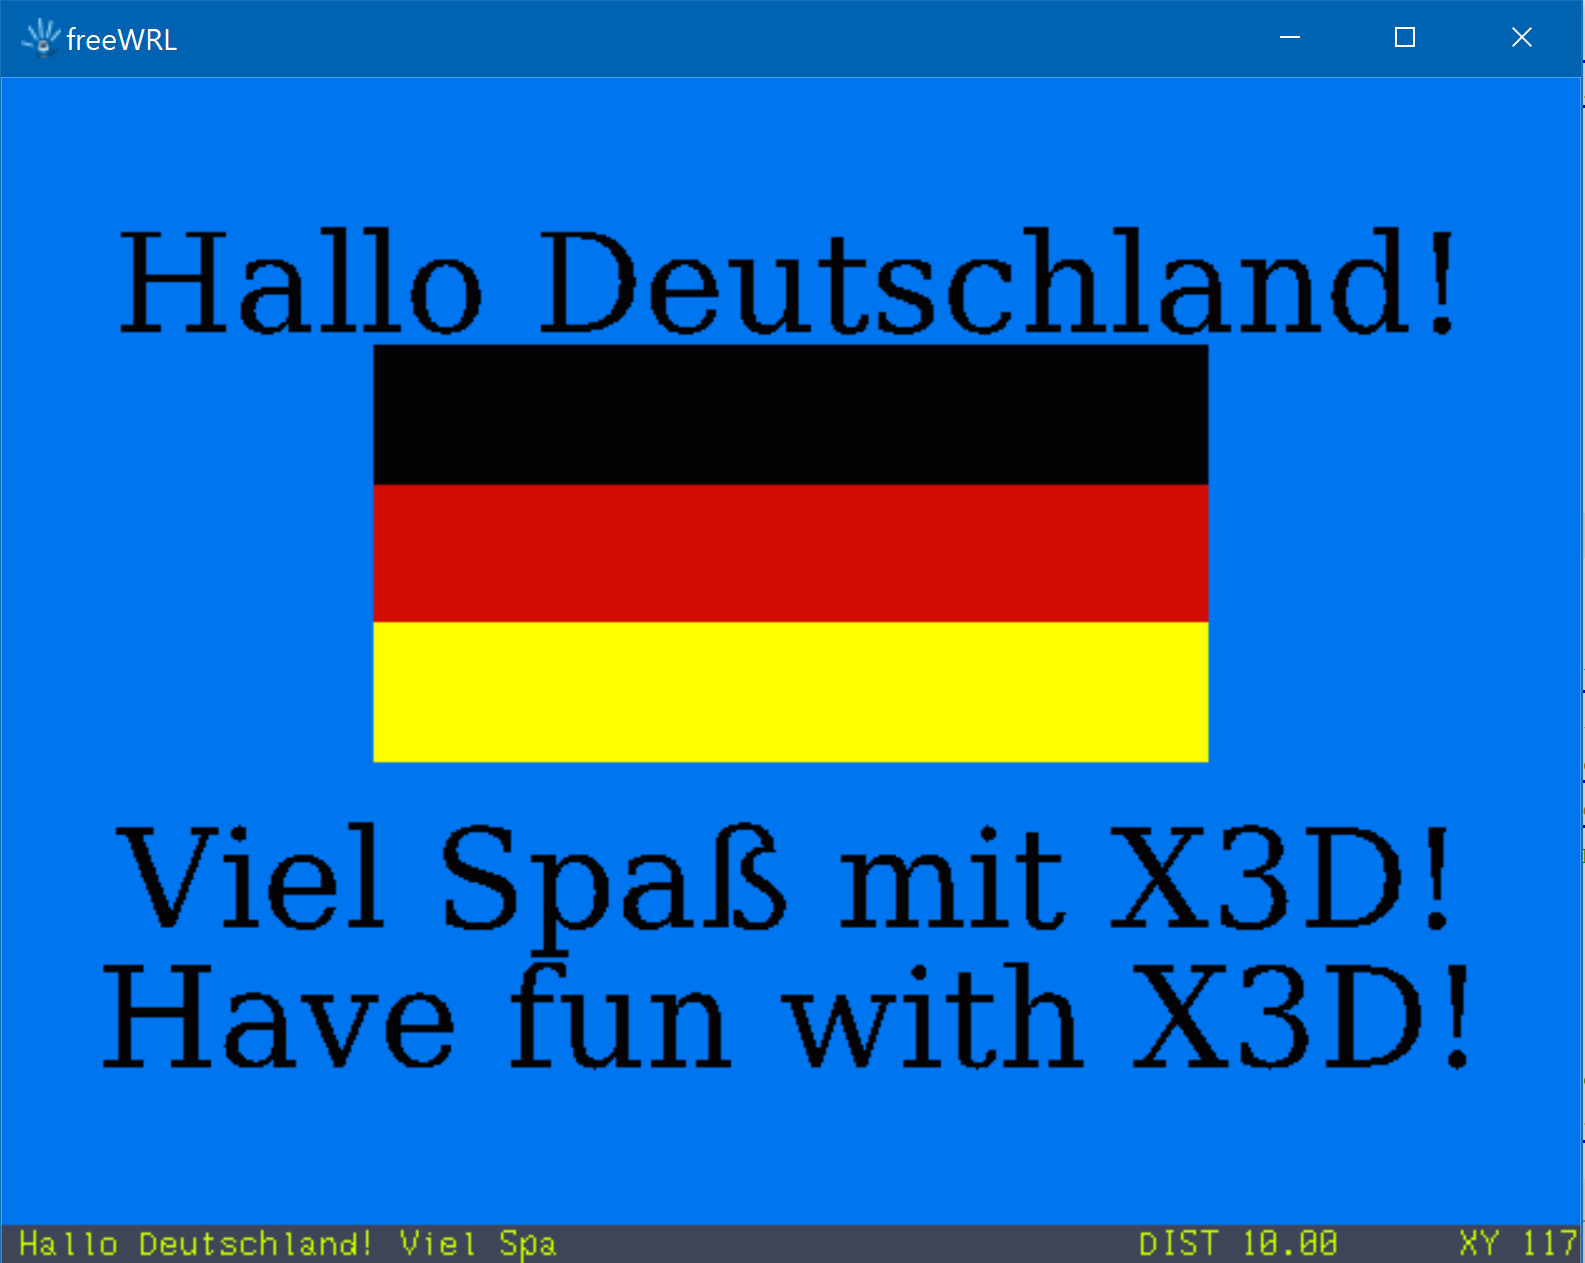 freeWRL
Hallo Deutschland!
Viel Spaß mit X3D!
Have fun with X3D!
Hallo Deutschland! Viel Spa DIST 10.00 XY 117